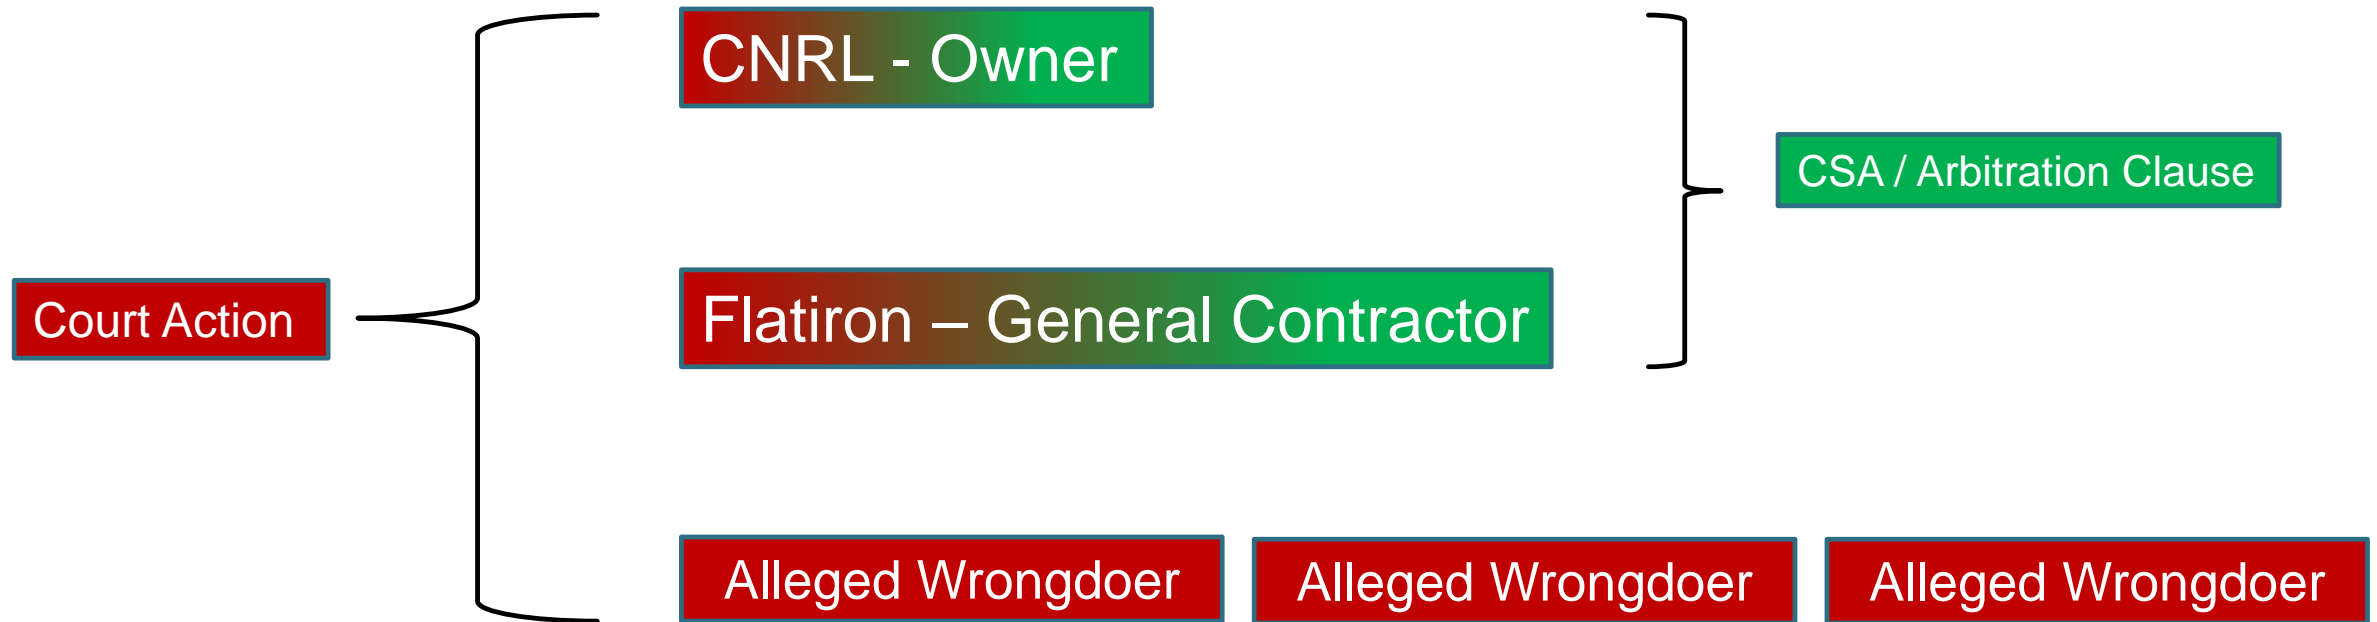 CNRL - Owner
CSA / Arbitration Clause
Court Action
Flatiron – General Contractor
Alleged Wrongdoer
Alleged Wrongdoer
Alleged Wrongdoer